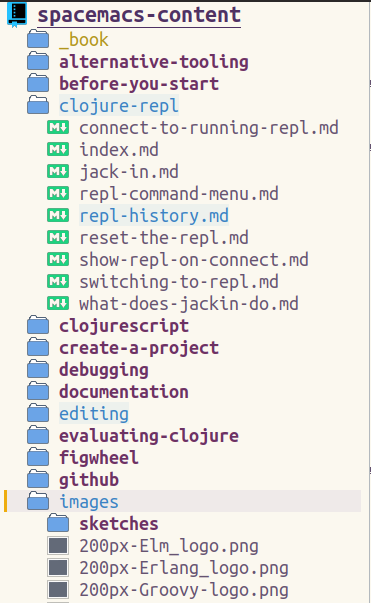 spacemacs-content
_book
alternative-tooling
before-you-start
clojure-repl
connect-to-running-repl.md
index.md
jack-in.md
repl-command-menu.md
repl-history.md
reset-the-repl.md
show-repl-on-connect.md
switching-to-repl.md
what-does-jackin-do.md
clojurescript
create-a-project
debugging
documentation
editing
evaluating-clojure
figwheel
github
images
sketches
200px-Elm_logo.png
200px-Erlang_logo.png
200px-Groovy-logo.png